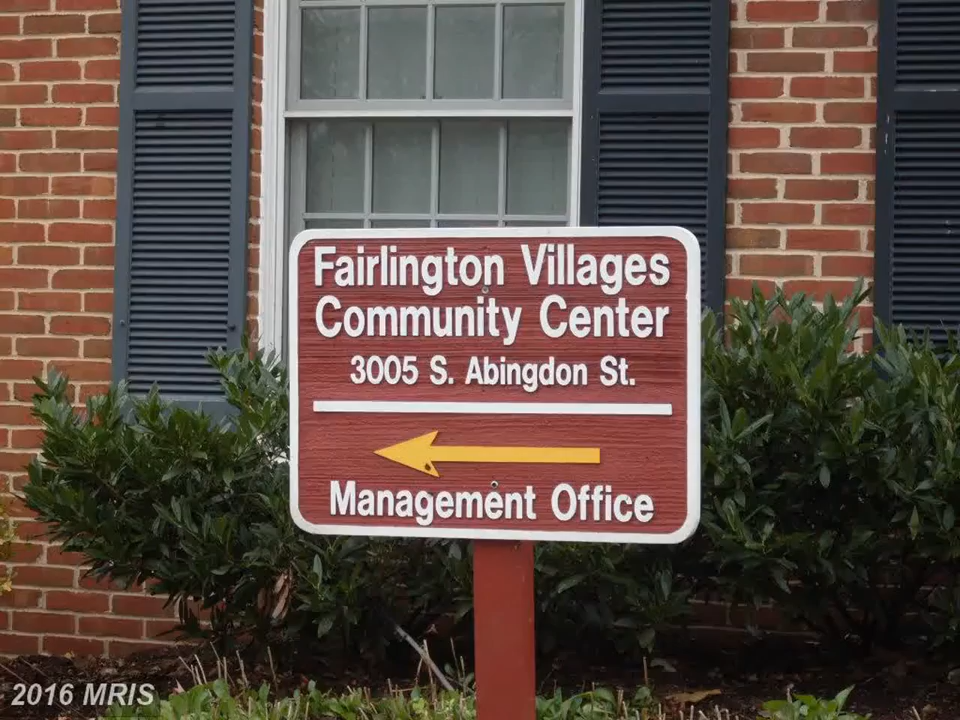 Fairlington Villages
Community Center
3005 S. Abingdon St.
Management Office
2016 MRIS